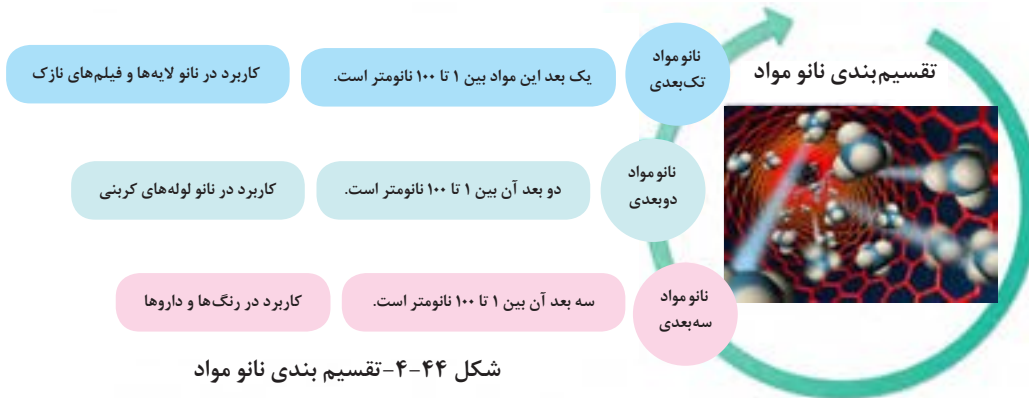 تقسیم‌بندی نانو مواد
نانو مواد
تک‌بعدی
یک بعد این مواد بین ۱ تا ۱۰۰ نانومتر است.
کاربرد در نانو لایه‌ها و فیلم‌های نازک
نانو مواد
دوبعدی
دو بعد آن بین ۱ تا ۱۰۰ نانومتر است.
کاربرد در نانو لوله‌های کربنی
نانو مواد
سه‌بعدی
سه بعد آن بین ۱ تا ۱۰۰ نانومتر است.
کاربرد در رنگ‌ها و داروها
شکل ۴۴-۴-تقسیم بندی نانو مواد